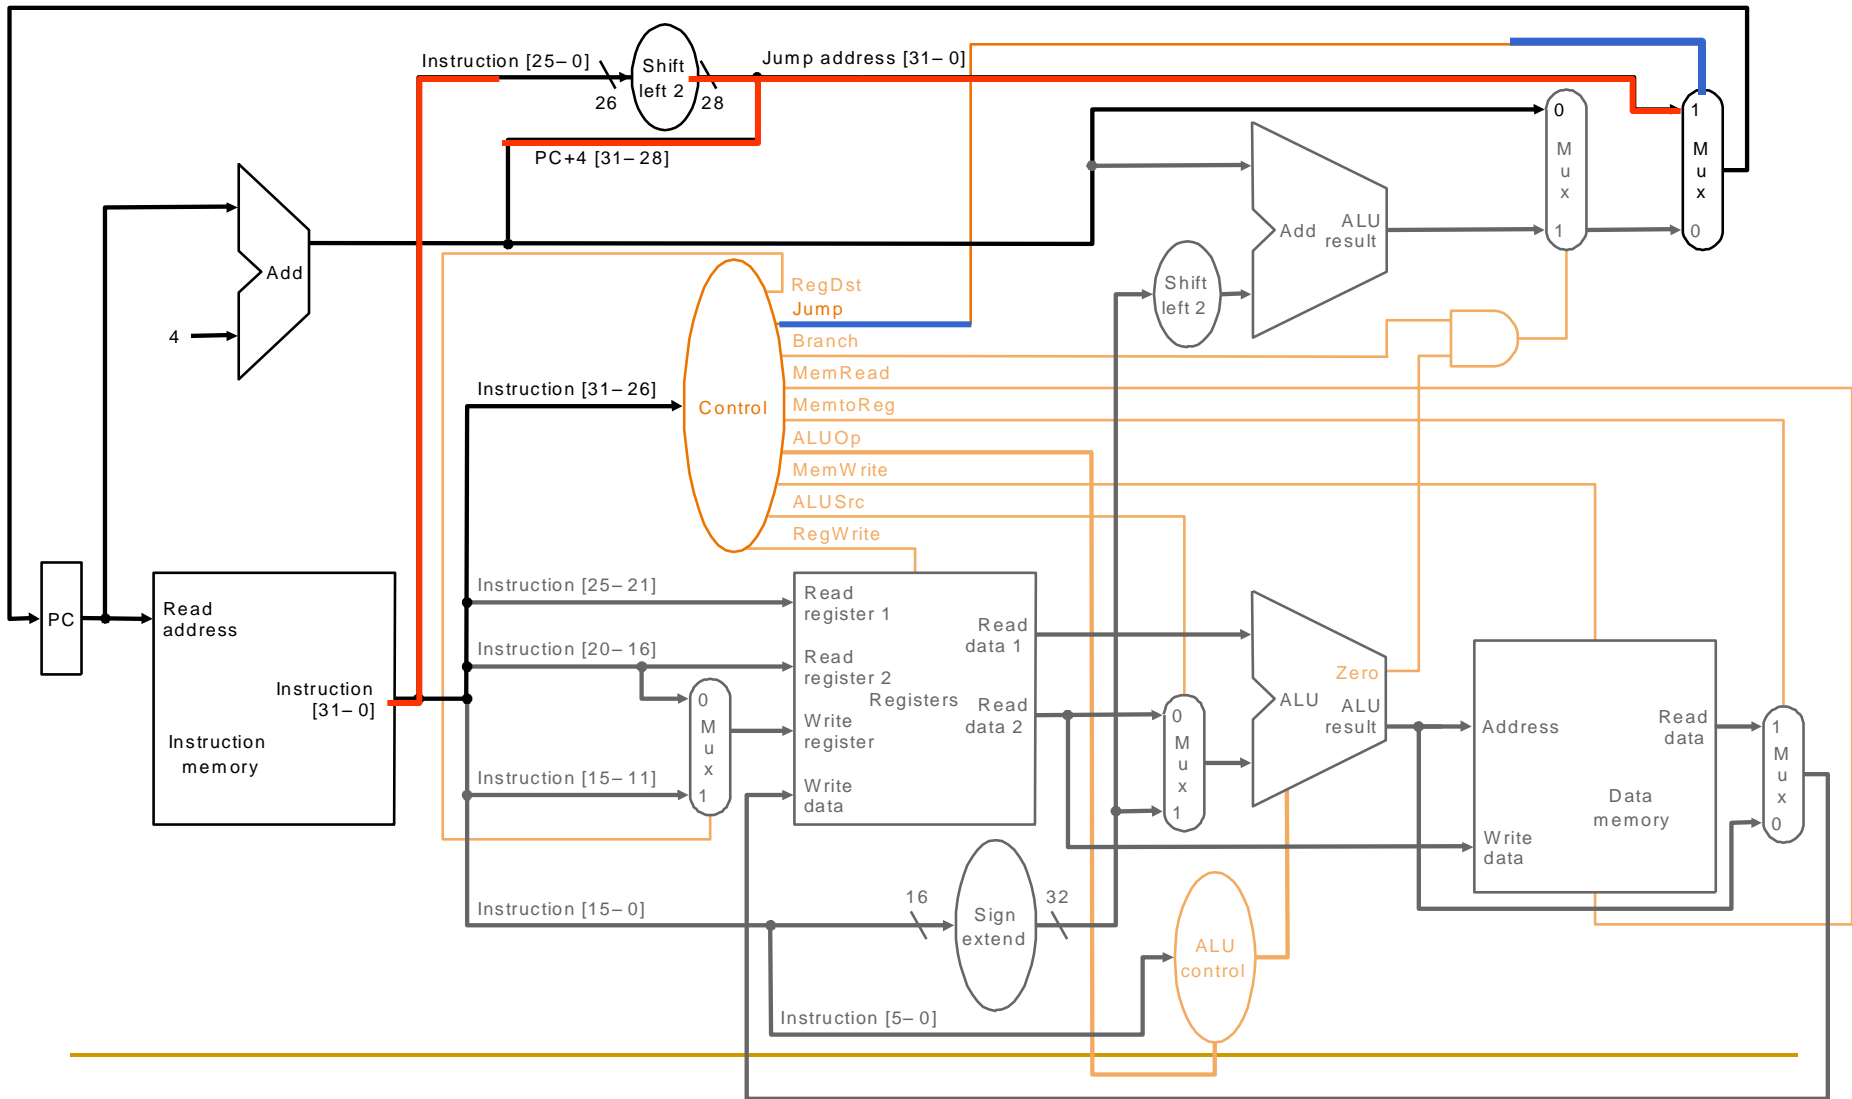 Instruction [25–0]
26
Shift
left 2
28
Jump address [31–0]
PC+4 [31–28]
0
M
u
x
1
1
M
u
x
0
Add
4
Add
ALU
result
Shift
left 2
RegDst
Jump
Branch
MemRead
MemtoReg
ALUOp
MemWrite
ALUSrc
RegWrite
Control
Instruction [31–26]
PC
Read
address
Instruction
[31–0]
Instruction
memory
Instruction [25–21]
Instruction [20–16]
Instruction [15–11]
0
M
u
x
1
Read
register 1
Read
register 2
Write
register
Write
data
Registers
Read
data 1
Read
data 2
0
M
u
x
1
Zero
ALU
ALU
result
Address
Write
data
Read
data
Data
memory
1
M
u
x
0
Instruction [15–0]
16
Sign
extend
32
ALU
control
Instruction [5–0]